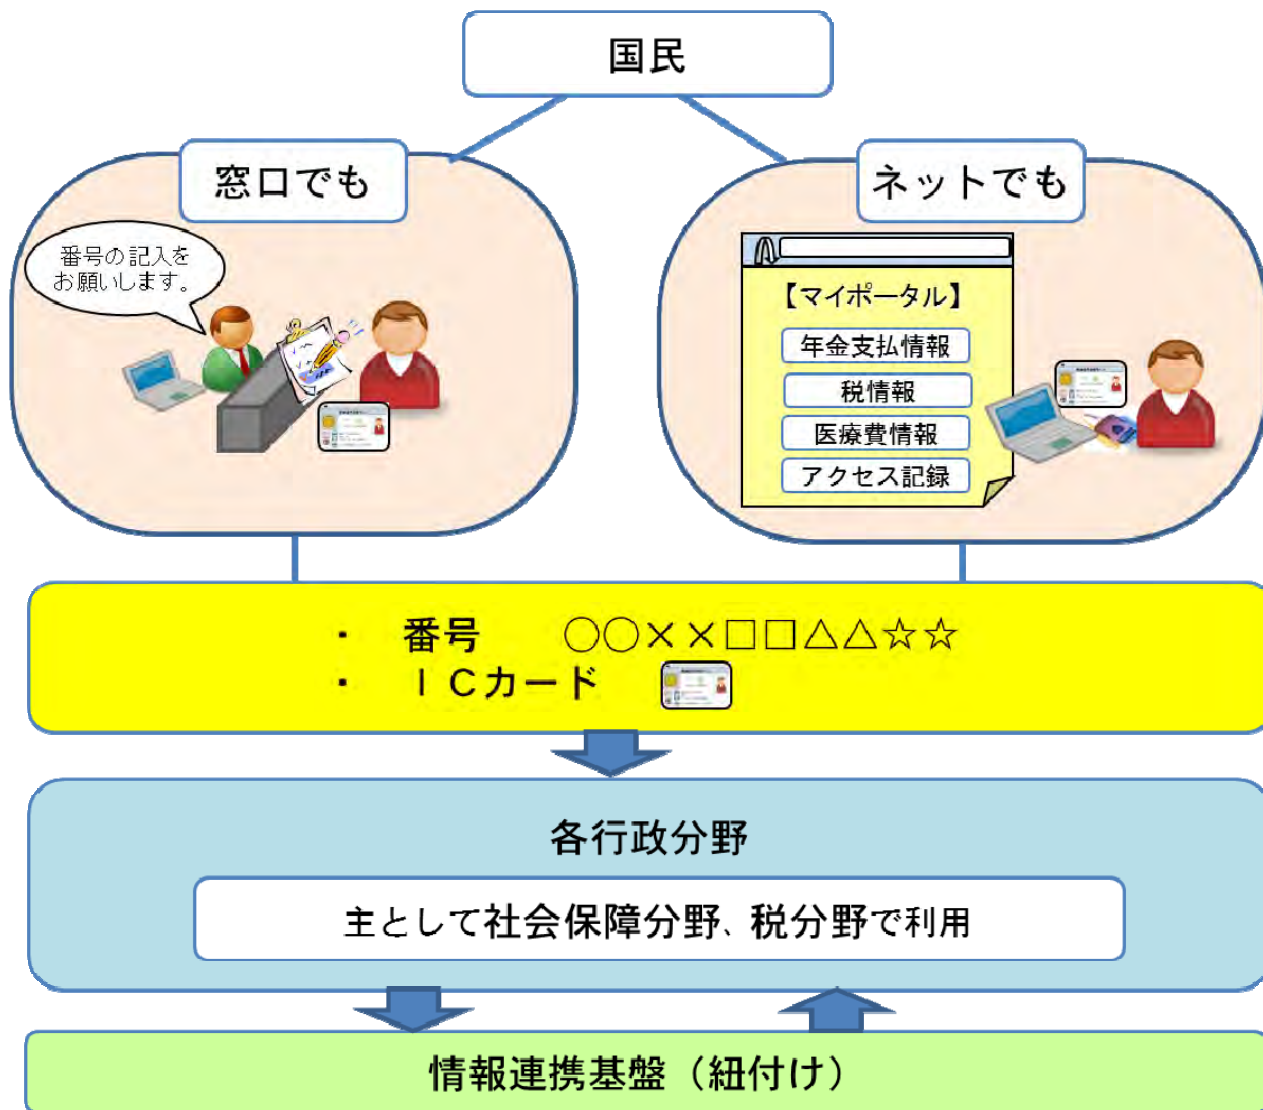 国民
窓口でも
番号の記入を
お願いします。
ネットでも
【マイポータル】
年金支払情報
税情報
医療費情報
アクセス記録
・ 番号 ○○××□□△△☆☆
・ ICカード
各行政分野
主として社会保障分野、税分野で利用
情報連携基盤（紐付け）